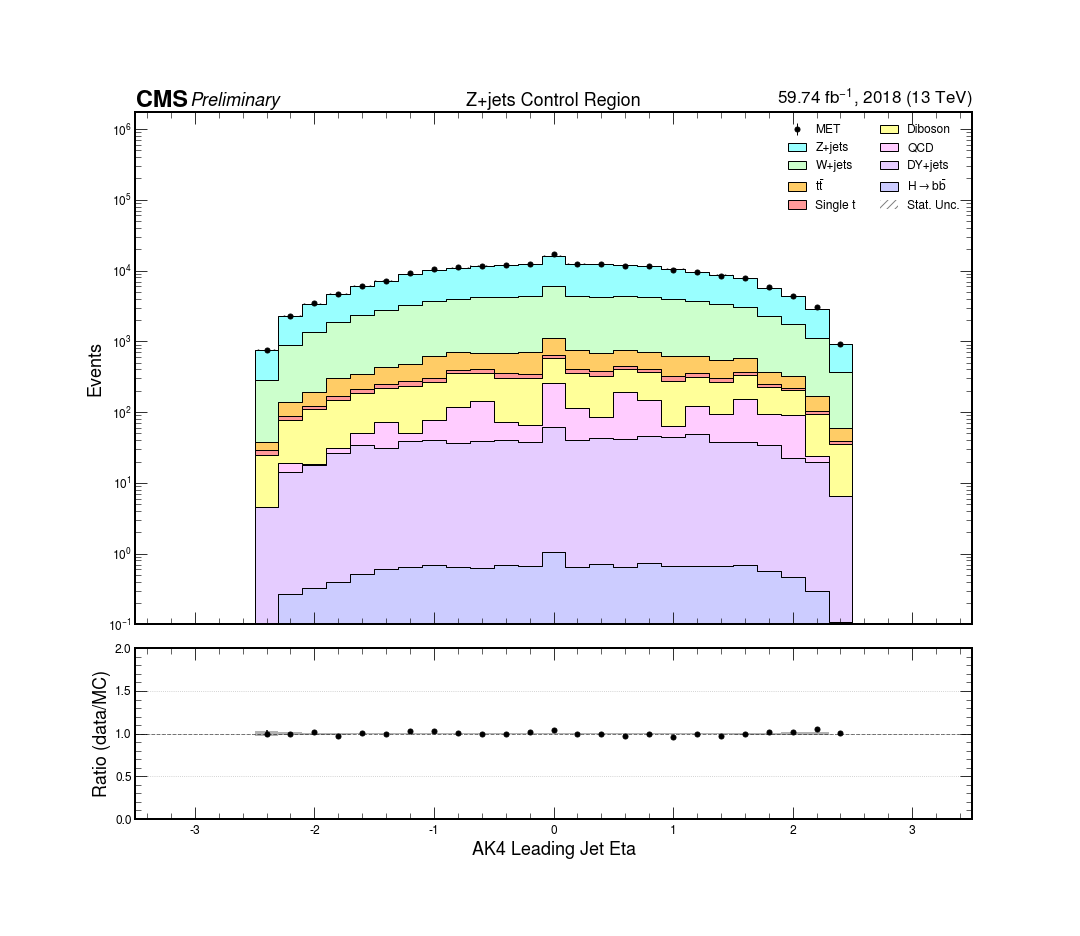 CMS Preliminary Z+jets Control Region 59.74 fb⁻¹, 2018 (13 TeV)
MET Diboson
Z+jets QCD
W+jets DY+jets
tt̄ H→bb̄
Single t Stat. Unc.
10⁶
10⁵
10⁴
10³
10²
10¹
10⁰
10⁻¹
Events
2.0
1.5
1.0
0.5
0.0
Ratio (data/MC)
-3 -2 -1 0 1 2 3
AK4 Leading Jet Eta